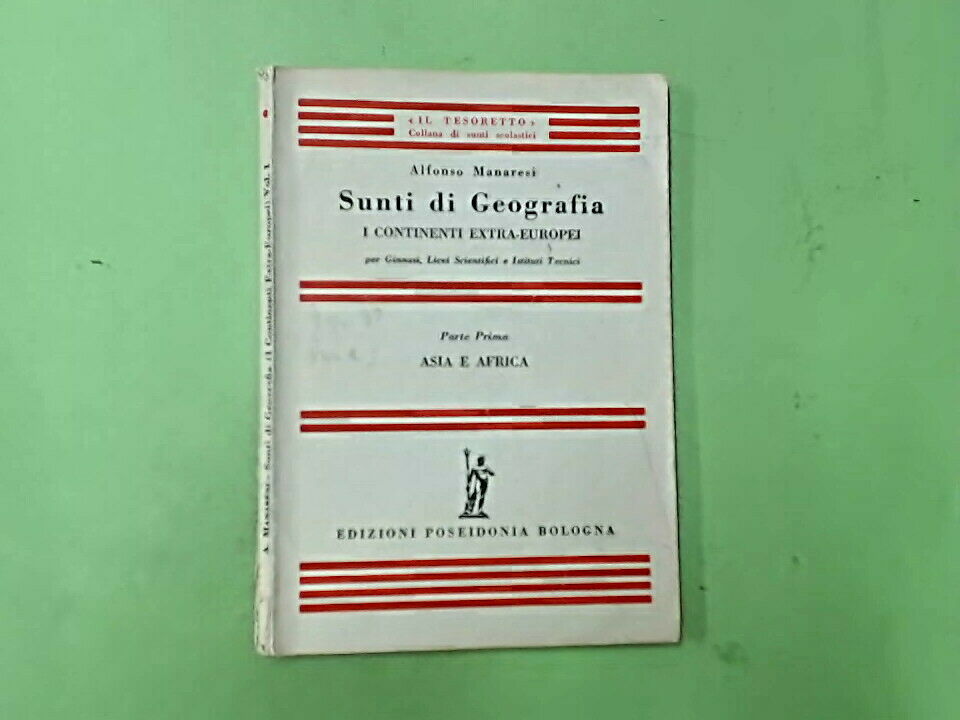 « IL TESORETTO »
Collana di sunti scolastici
Alfonso Manaresi
Sunti di Geografia
I CONTINENTI EXTRA-EUROPEI
per Ginnasi, Licei Scientifici e Istituti Tecnici
Parte Prima
ASIA E AFRICA
EDIZIONI POSEIDONIA BOLOGNA
A. MANARESI - Sunti di Geografia (I Continenti Extra-Europei) Vol. I